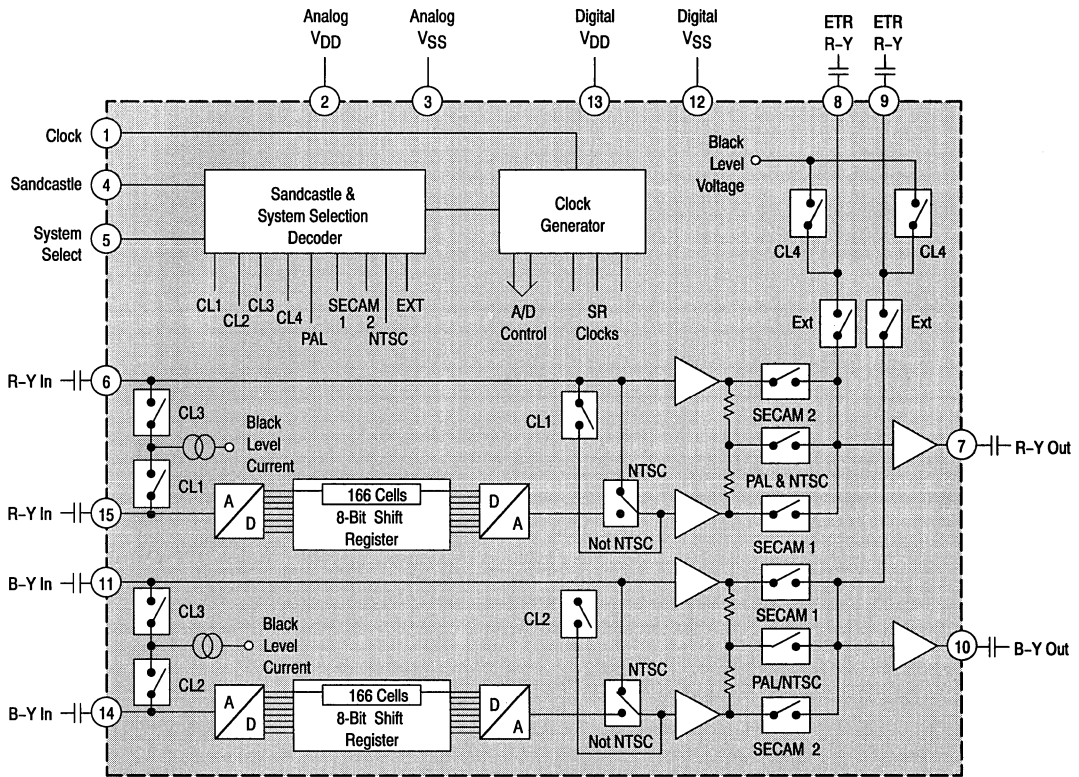 Analog
VDD
Analog
VSS
Digital
VDD
Digital
VSS
ETR
R–Y
ETR
R–Y
2
3
13
12
8
9
Clock
1
Sandcastle
4
System
Select
5
Sandcastle &
System Selection
Decoder
Clock
Generator
Black
Level
Voltage
CL4
CL4
CL1
CL2
CL3
CL4
PAL
SECAM
1
SECAM
2
NTSC
EXT
A/D
Control
SR
Clocks
Ext
Ext
R–Y In
6
CL3
Black
Level
Current
CL1
CL1
SECAM 2
NTSC
PAL & NTSC
7
R–Y Out
R–Y In
15
A
D
166 Cells
8-Bit Shift
Register
D
A
Not NTSC
SECAM 1
B–Y In
11
CL3
Black
Level
Current
CL2
CL2
SECAM 1
NTSC
PAL/NTSC
10
B–Y Out
B–Y In
14
A
D
166 Cells
8-Bit Shift
Register
D
A
Not NTSC
SECAM 2